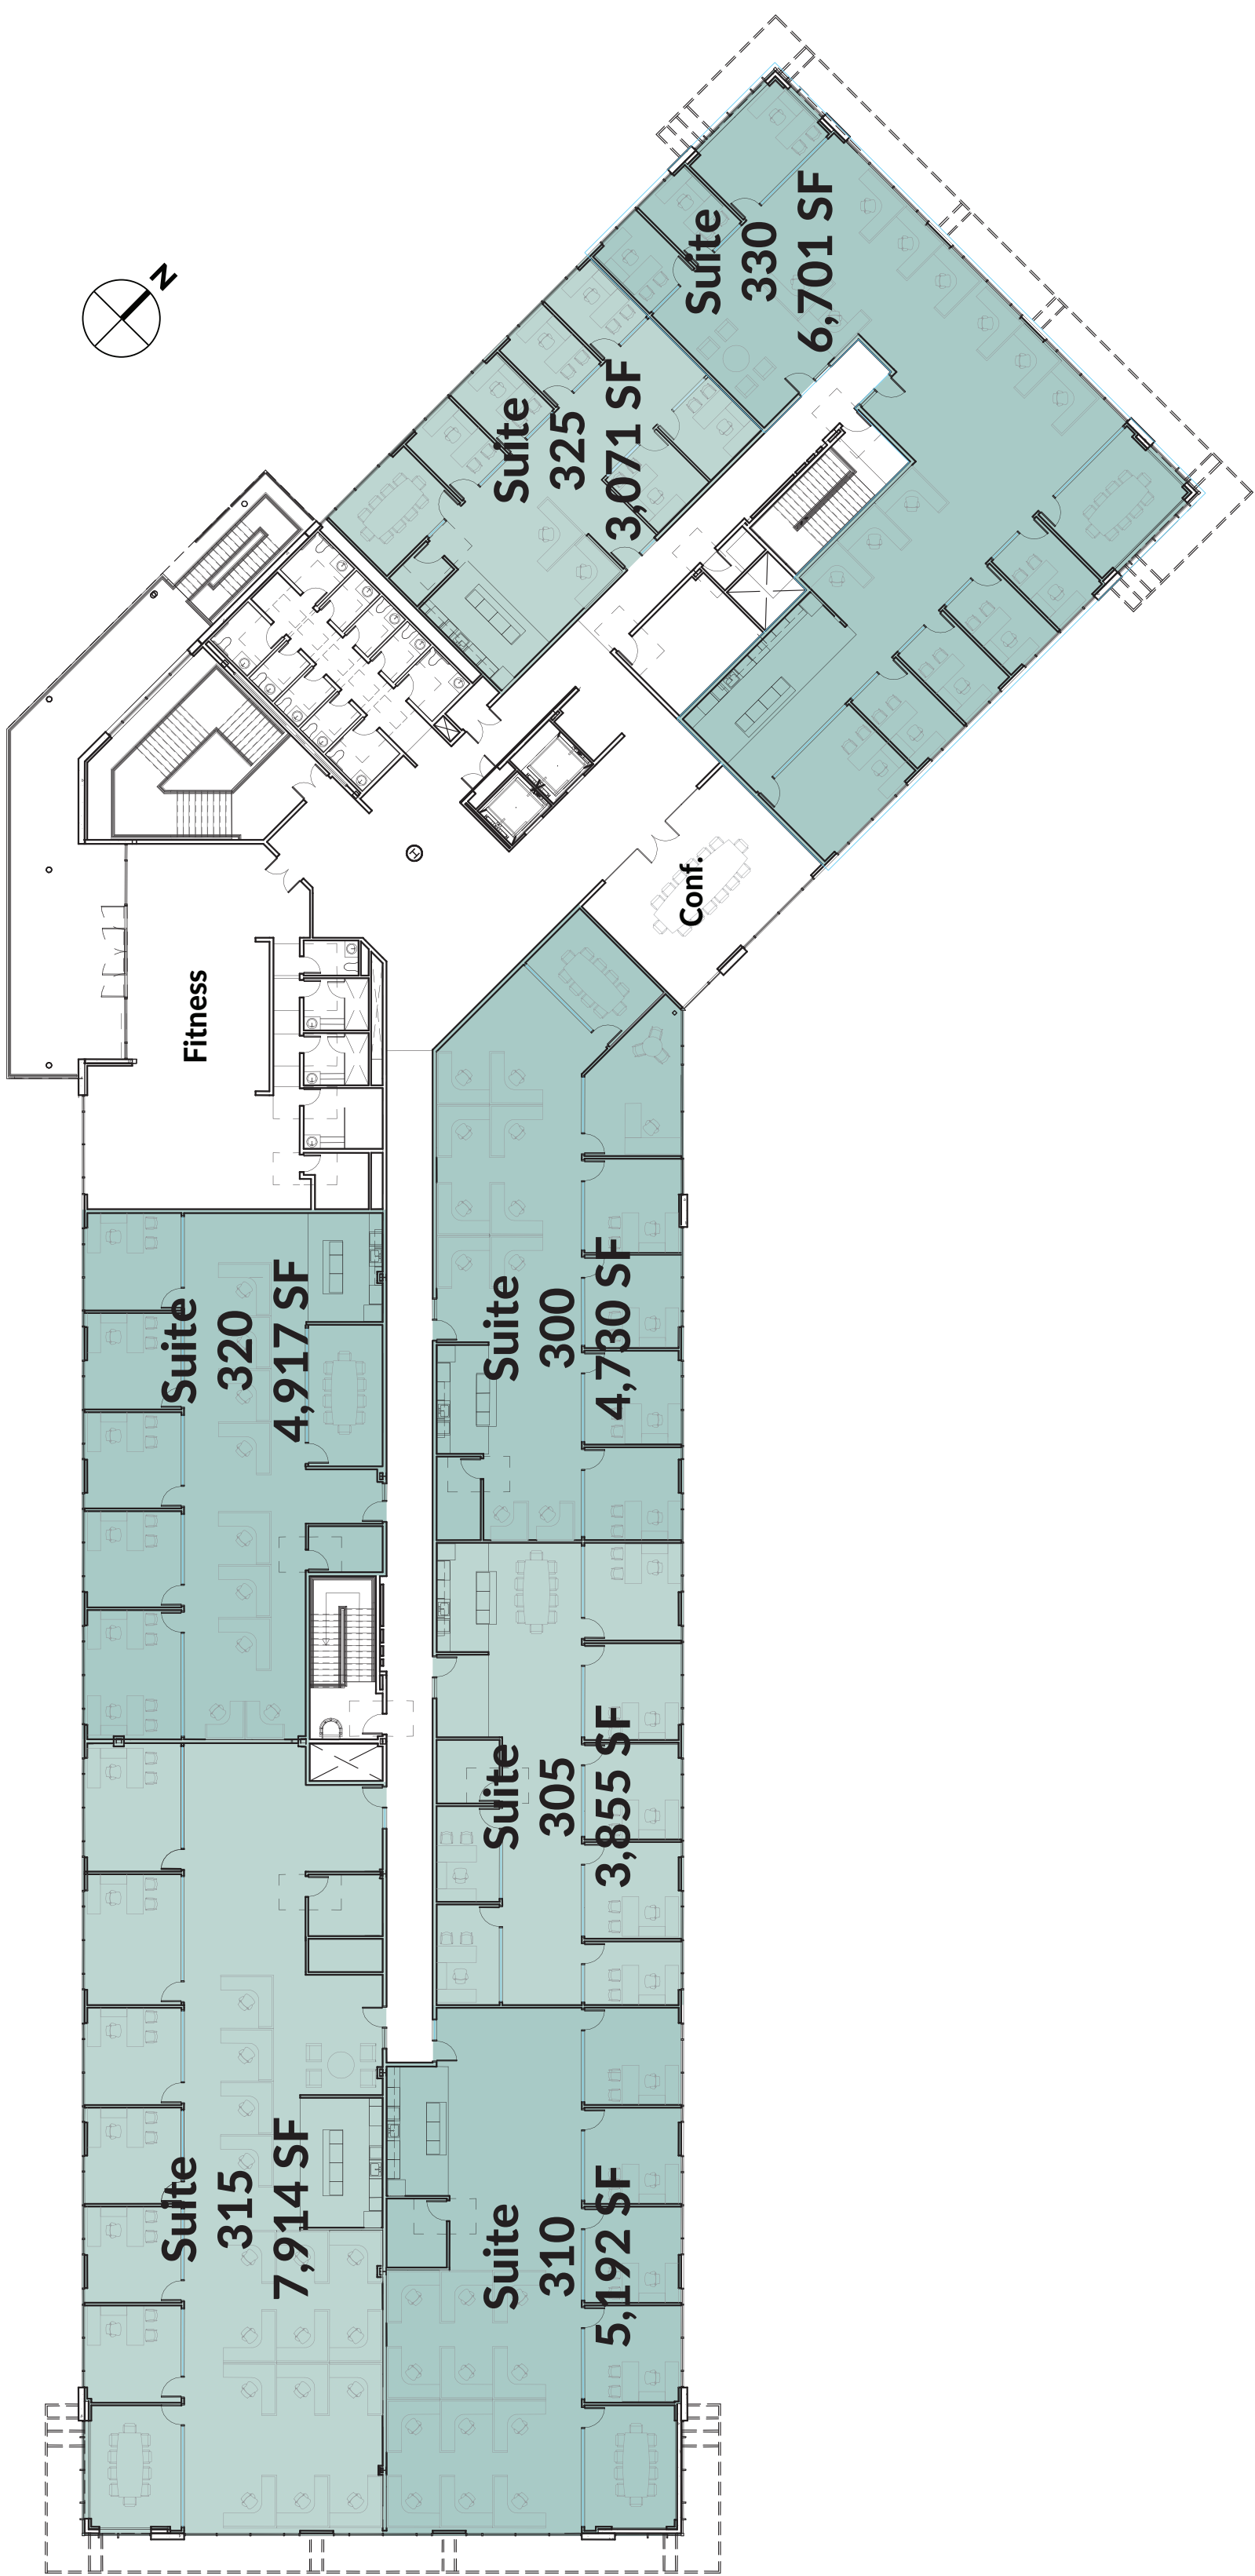 N
Suite
330
6,701 SF
Suite
325
3,071 SF
Conf.
Fitness
Suite
320
4,917 SF
Suite
300
4,730 SF
Suite
305
3,855 SF
Suite
315
7,914 SF
Suite
310
5,192 SF